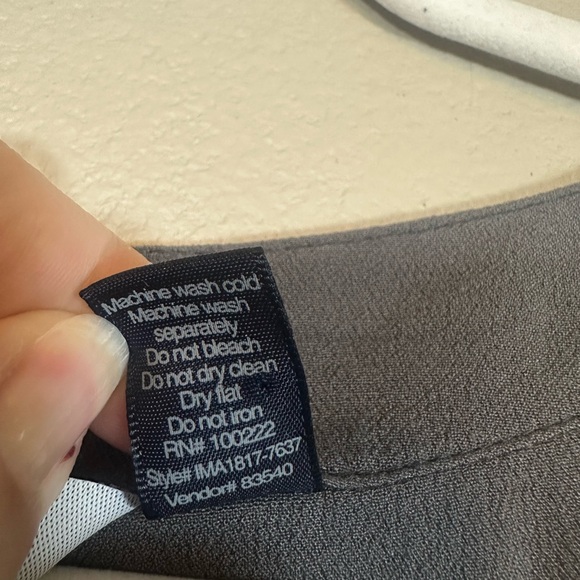 Machine wash cold
Machine wash
separately
Do not bleach
Do not dry clean
Dry flat
Do not iron
RN# 100222
Style# IMA1817-7637
Vendor# 83540